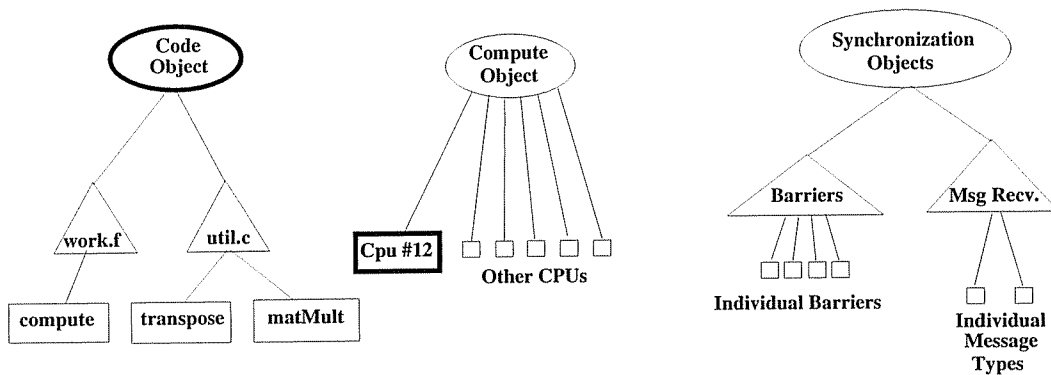 Code
Object
Compute
Object
Synchronization
Objects
work.f
util.c
Cpu #12
Other CPUs
Barriers
Msg Recv.
compute
transpose
matMult
Individual Barriers
Individual
Message
Types